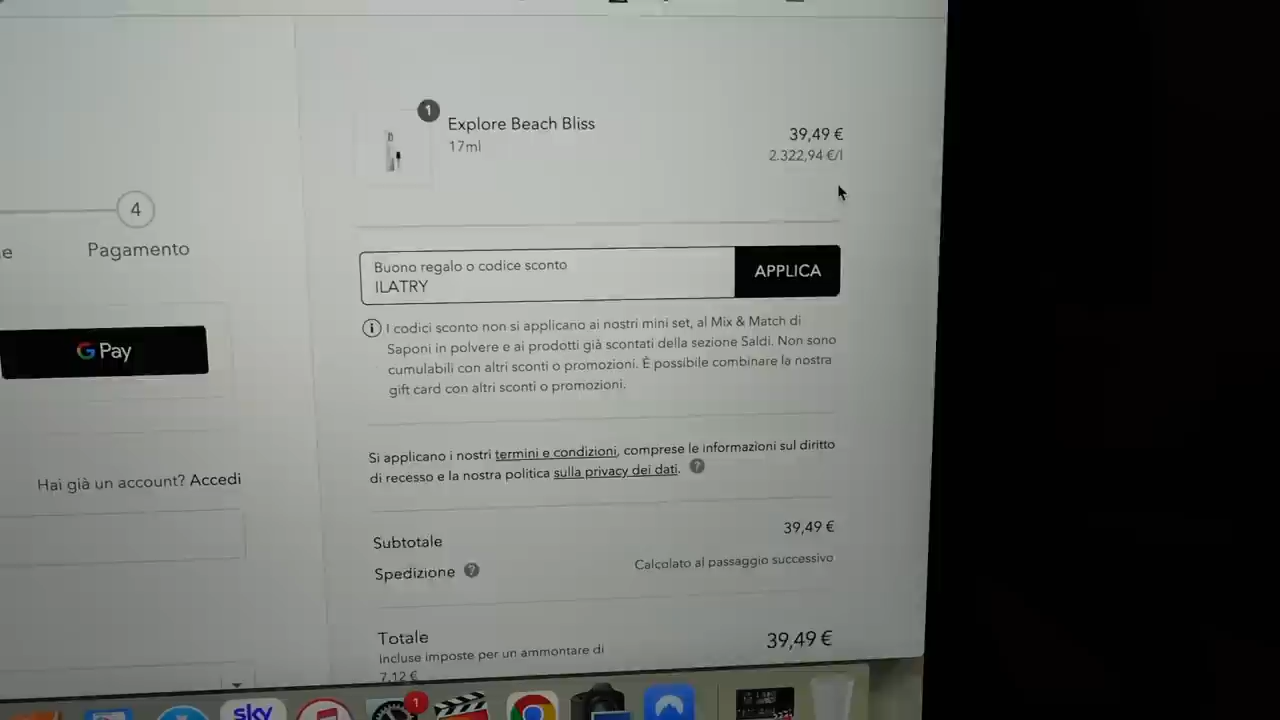 1
Explore Beach Bliss
17ml
39,49 €
2.322,94 €/l
4
Pagamento
Buono regalo o codice sconto
ILATRY
APPLICA
I codici sconto non si applicano ai nostri mini set, al Mix & Match di
Saponi in polvere e ai prodotti già scontati della sezione Saldi. Non sono
cumulabili con altri sconti o promozioni. È possibile combinare la nostra
gift card con altri sconti o promozioni.
G Pay
Si applicano i nostri termini e condizioni, comprese le informazioni sul diritto
di recesso e la nostra politica sulla privacy dei dati. ?
Hai già un account? Accedi
Subtotale
39,49 €
Spedizione ?
Calcolato al passaggio successivo
Totale
39,49 €
Incluse imposte per un ammontare di
7,12 €
sky
1